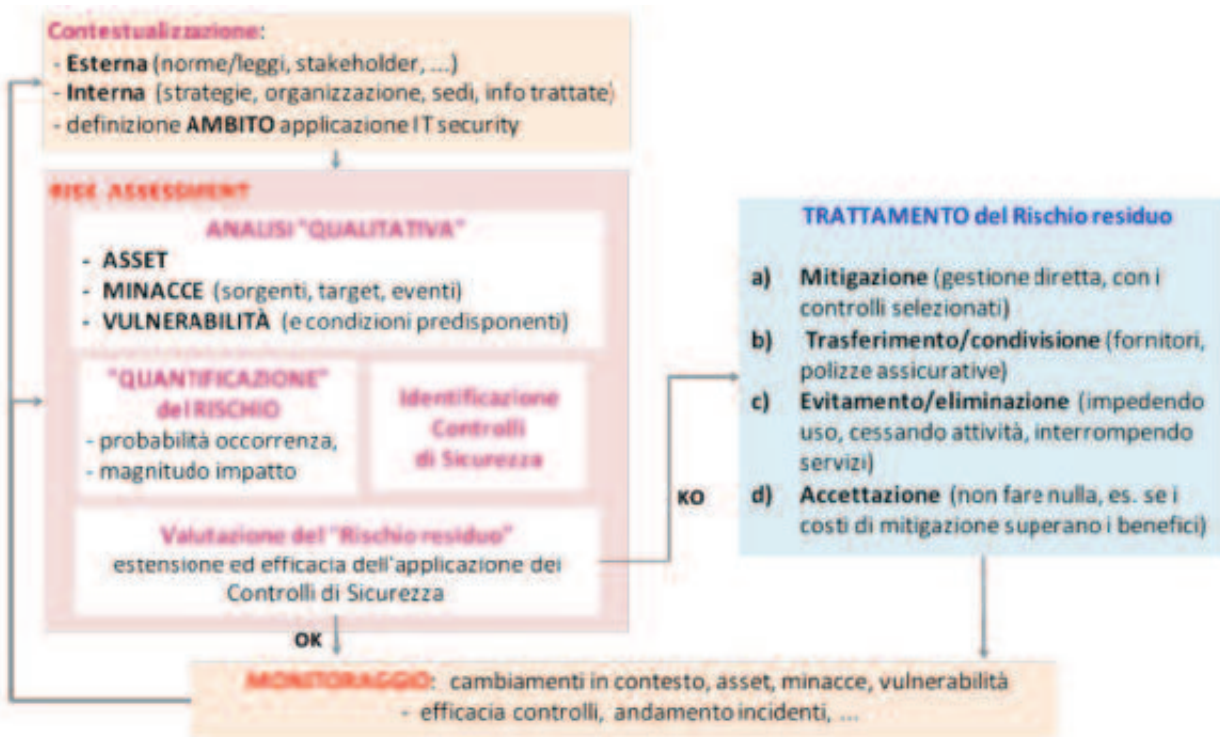 Contestualizzazione:
- Esterna (norme/leggi, stakeholder, ...)
- Interna (strategie, organizzazione, sedi, info trattate)
- definizione AMBITO applicazione IT security
RISK ASSESSMENT
ANALISI "QUALITATIVA"
- ASSET
- MINACCE (sorgenti, target, eventi)
- VULNERABILITÀ (e condizioni predisponenti)
"QUANTIFICAZIONE"
del RISCHIO
- probabilità occorrenza,
- magnitudo impatto
Identificazione
Controlli
di Sicurezza
Valutazione del "Rischio residuo"
estensione ed efficacia dell'applicazione dei
Controlli di Sicurezza
OK
KO
TRATTAMENTO del Rischio residuo
a) Mitigazione (gestione diretta, con i
controlli selezionati)
b) Trasferimento/condivisione (fornitori,
polizze assicurative)
c) Evitamento/eliminazione (impedendo
uso, cessando attività, interrompendo
servizi)
d) Accettazione (non fare nulla, es. se i
costi di mitigazione superano i benefici)
MONITORAGGIO: cambiamenti in contesto, asset, minacce, vulnerabilità
- efficacia controlli, andamento incidenti, ...